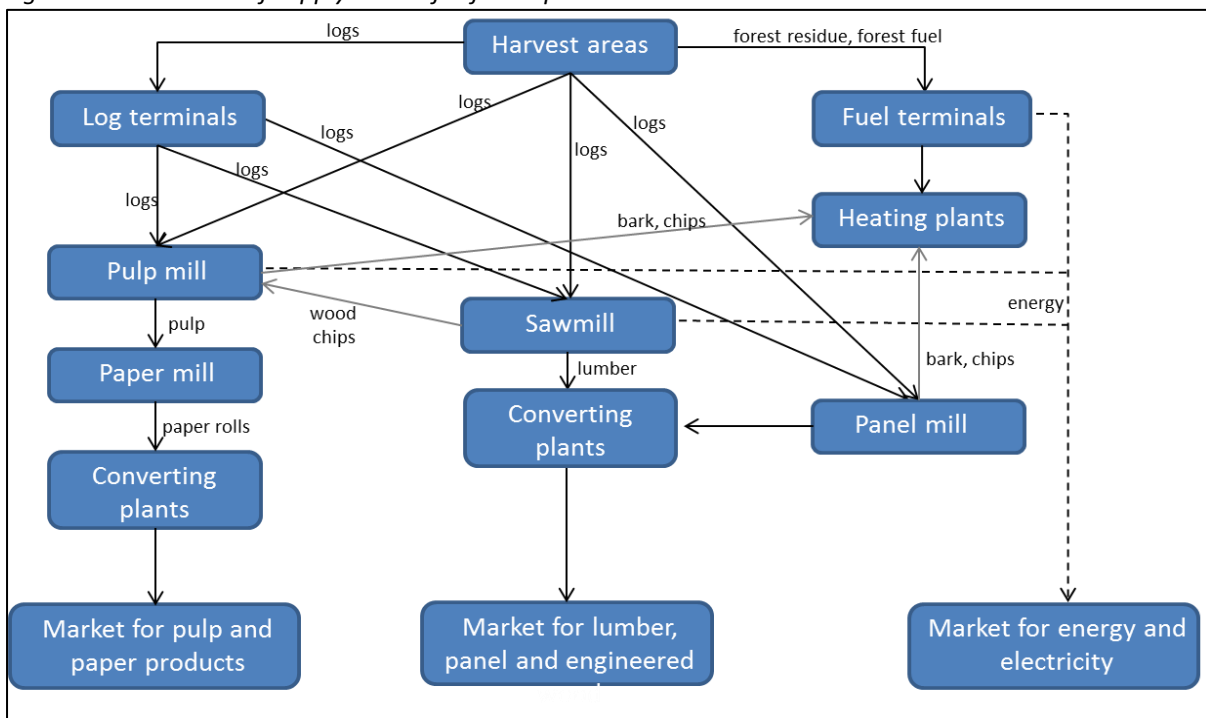 logs
Harvest areas
forest residue, forest fuel
Log terminals
logs
logs
logs
Fuel terminals
logs
logs
logs
bark, chips
Heating plants
Pulp mill
energy
wood
chips
Sawmill
pulp
Paper mill
lumber
bark, chips
Converting
plants
Panel mill
paper rolls
Converting
plants
Market for pulp and
paper products
Market for lumber,
panel and engineered
Market for energy and
electricity